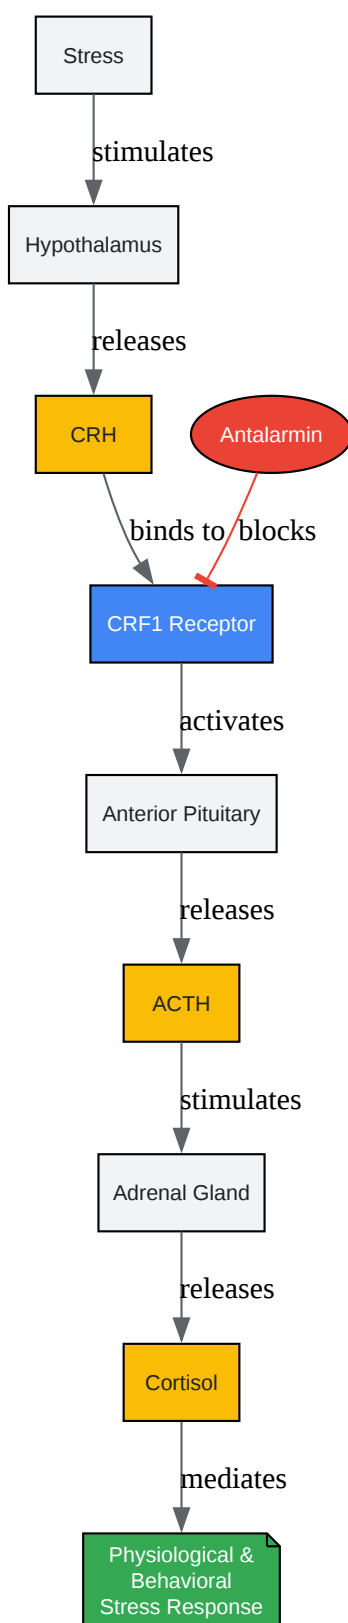 Stress
stimulates
Hypothalamus
releases
CRH
Antalarmin
binds to
blocks
CRF1 Receptor
activates
Anterior Pituitary
releases
ACTH
stimulates
Adrenal Gland
releases
Cortisol
mediates
Physiological &
Behavioral
Stress Response